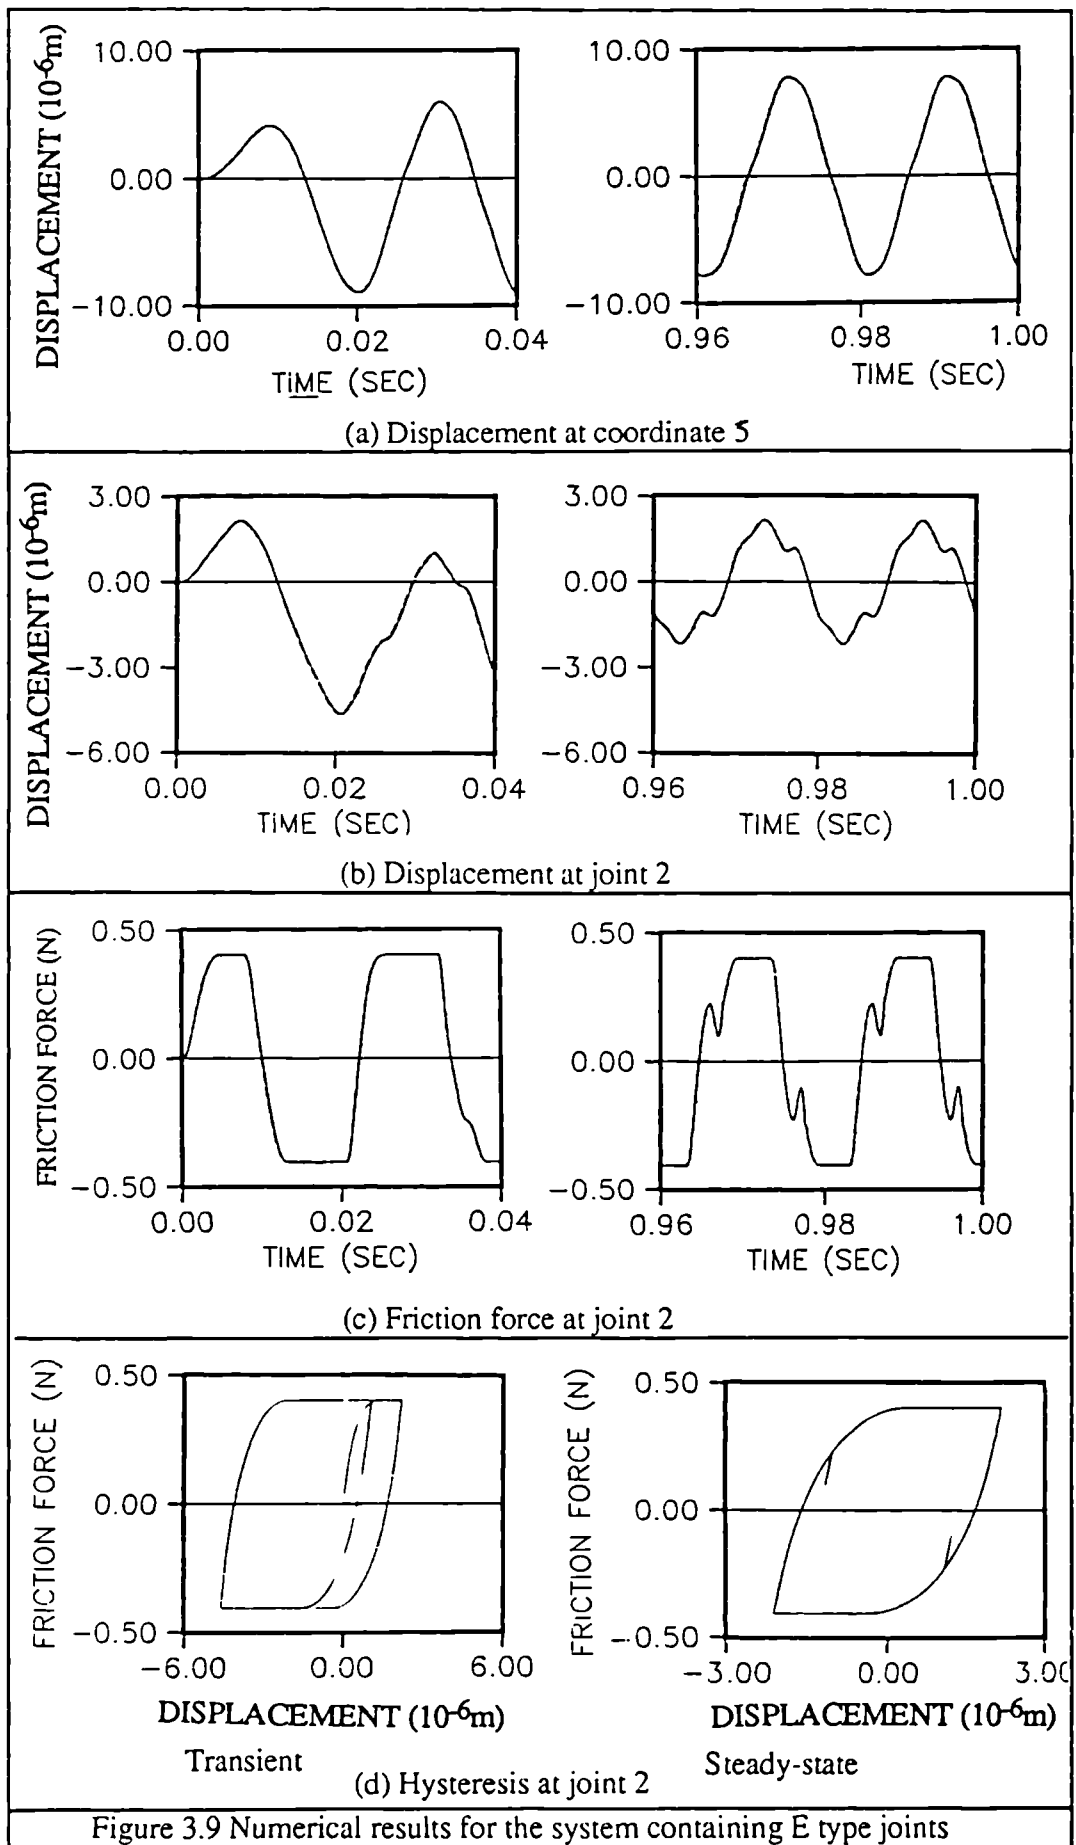 DISPLACEMENT (10-6m)
10.00
0.00
-10.00
0.00 0.02 0.04
TIME (SEC)
10.00
0.00
-10.00
0.96 0.98 1.00
TIME (SEC)
(a) Displacement at coordinate 5
DISPLACEMENT (10-6m)
3.00
0.00
-3.00
-6.00
0.00 0.02 0.04
TIME (SEC)
3.00
0.00
-3.00
-6.00
0.96 0.98 1.00
TIME (SEC)
(b) Displacement at joint 2
FRICTION FORCE (N)
0.50
0.00
-0.50
0.00 0.02 0.04
TIME (SEC)
0.50
0.00
-0.50
0.96 0.98 1.00
TIME (SEC)
(c) Friction force at joint 2
FRICTION FORCE (N)
0.50
0.00
-0.50
-6.00 0.00 6.00
DISPLACEMENT (10-6m)
Transient
FRICTION FORCE (N)
0.50
0.00
-0.50
-3.00 0.00 3.00
DISPLACEMENT (10-6m)
Steady-state
(d) Hysteresis at joint 2
Figure 3.9 Numerical results for the system containing E type joints